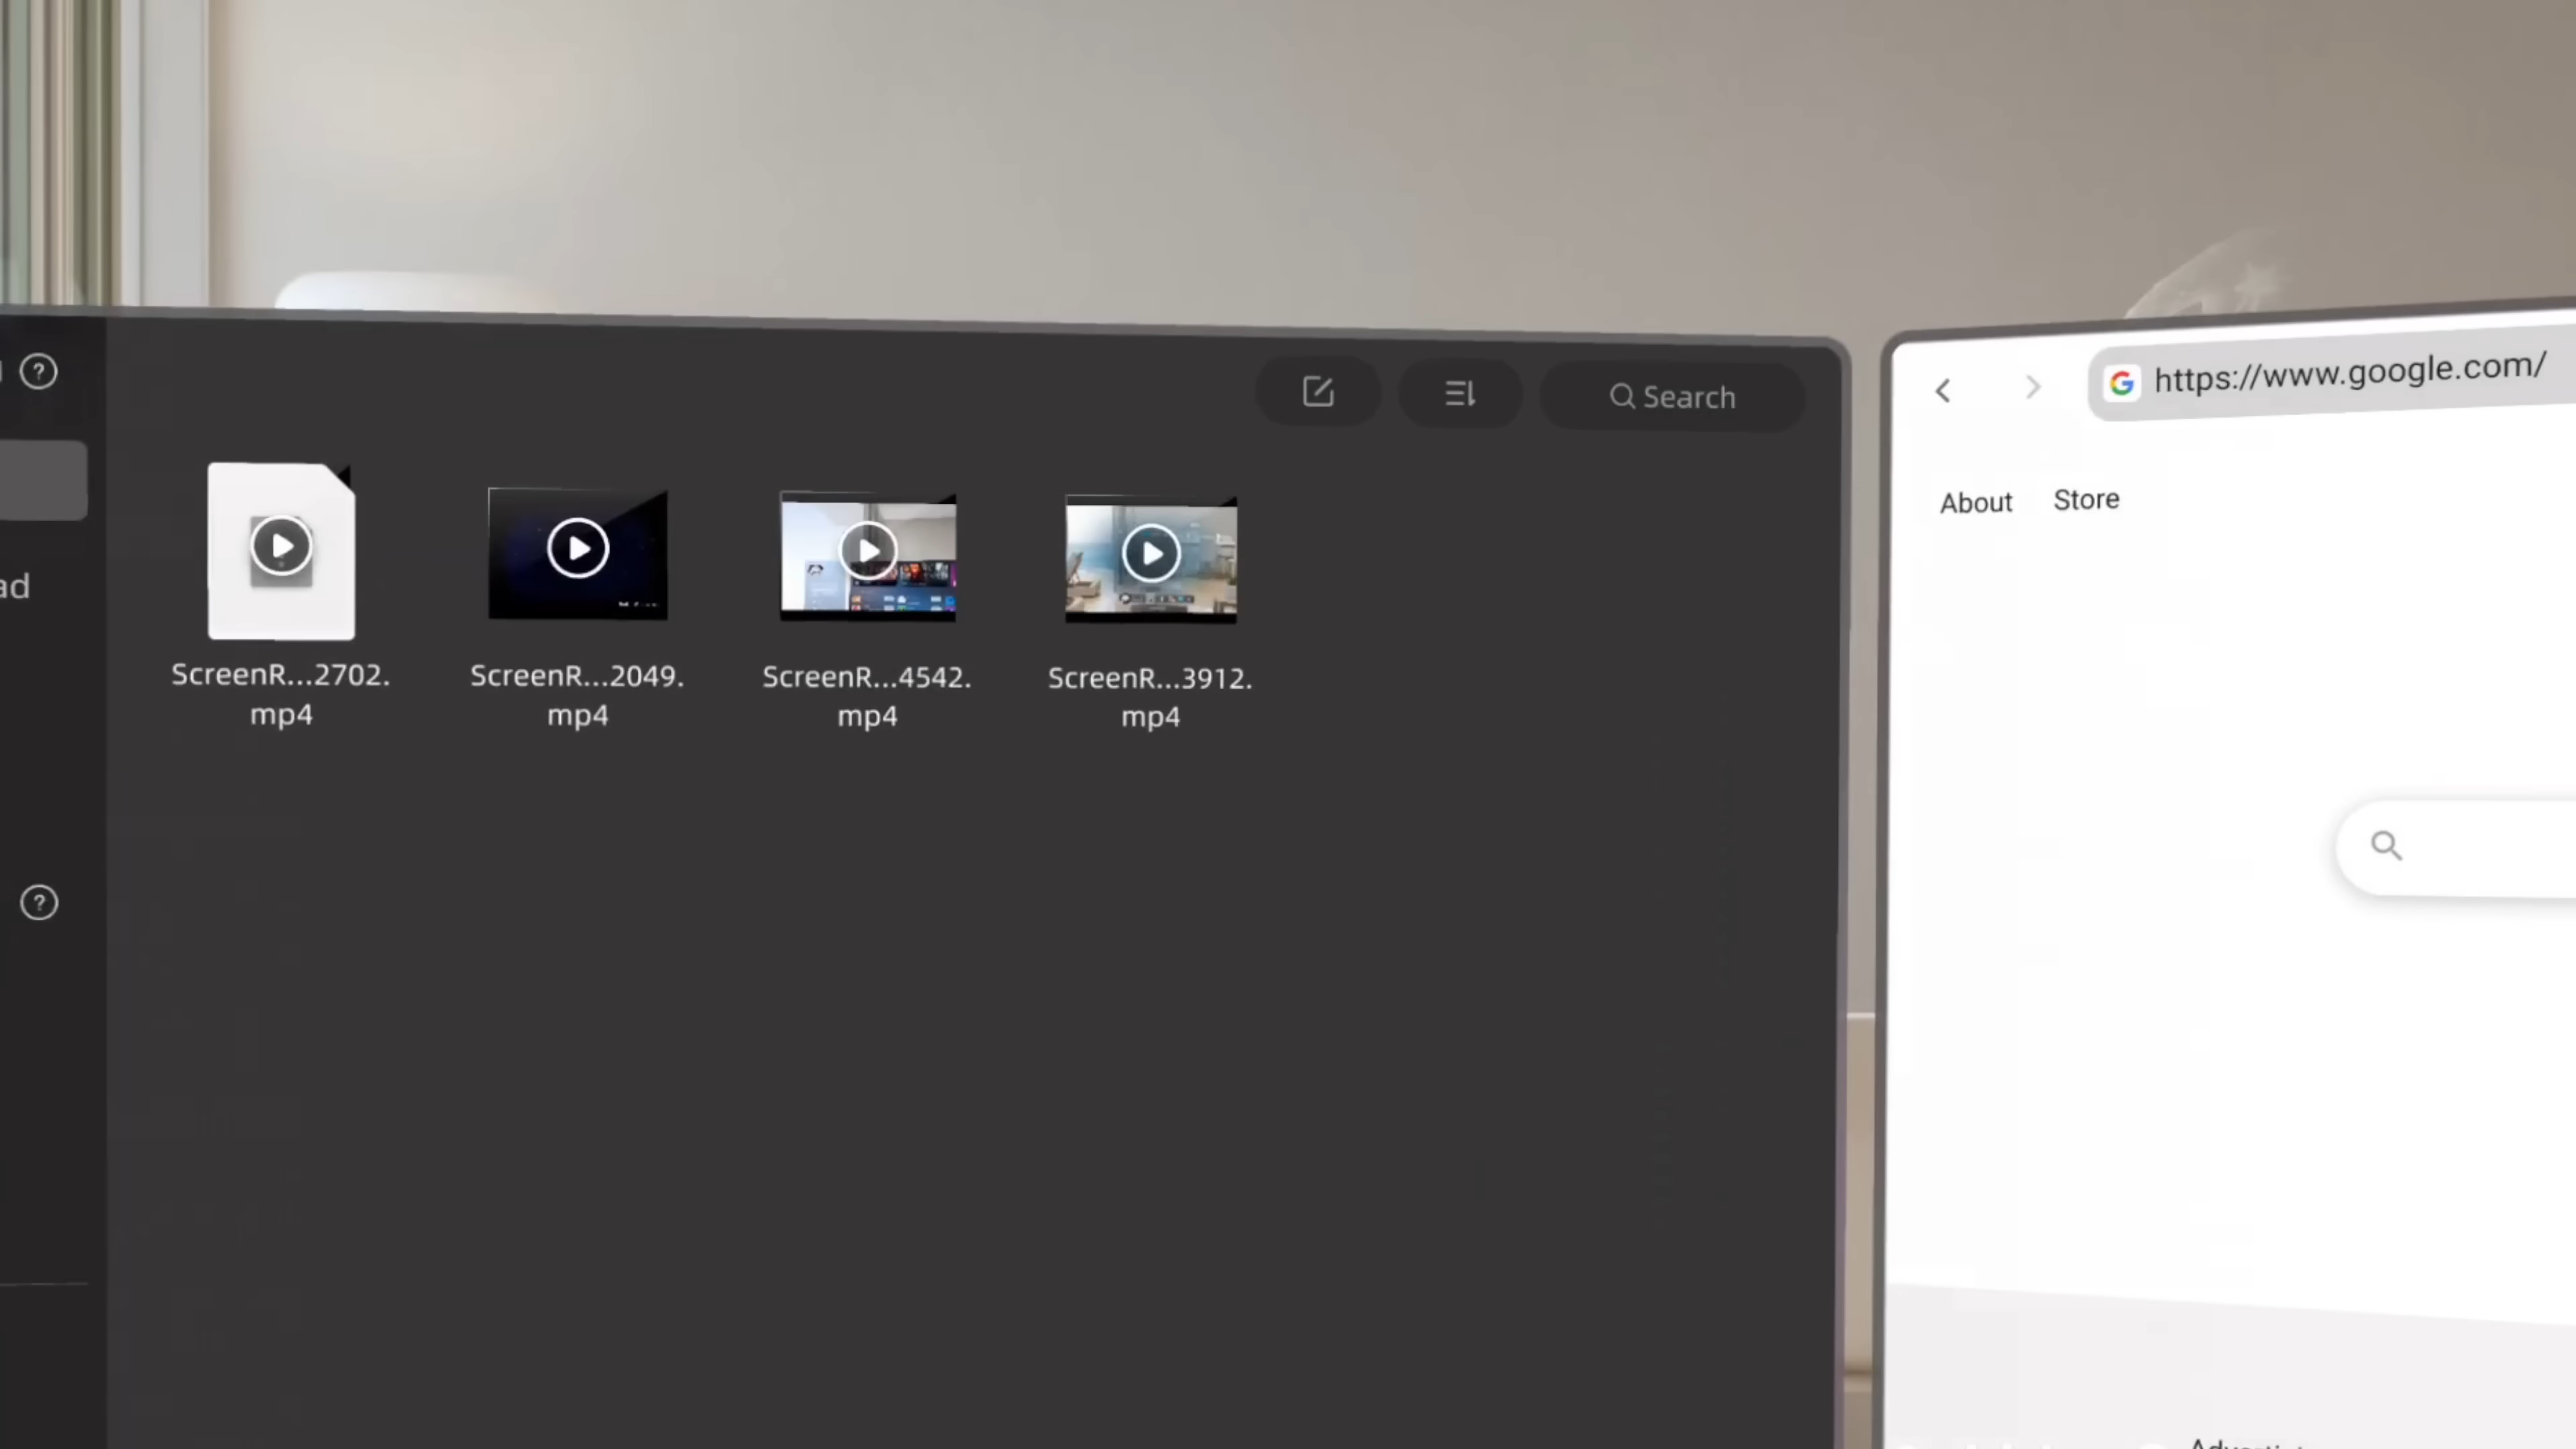 ?
Search
ad
ScreenR...2702.
mp4
ScreenR...2049.
mp4
ScreenR...4542.
mp4
ScreenR...3912.
mp4
?
https://www.google.com/
About Store